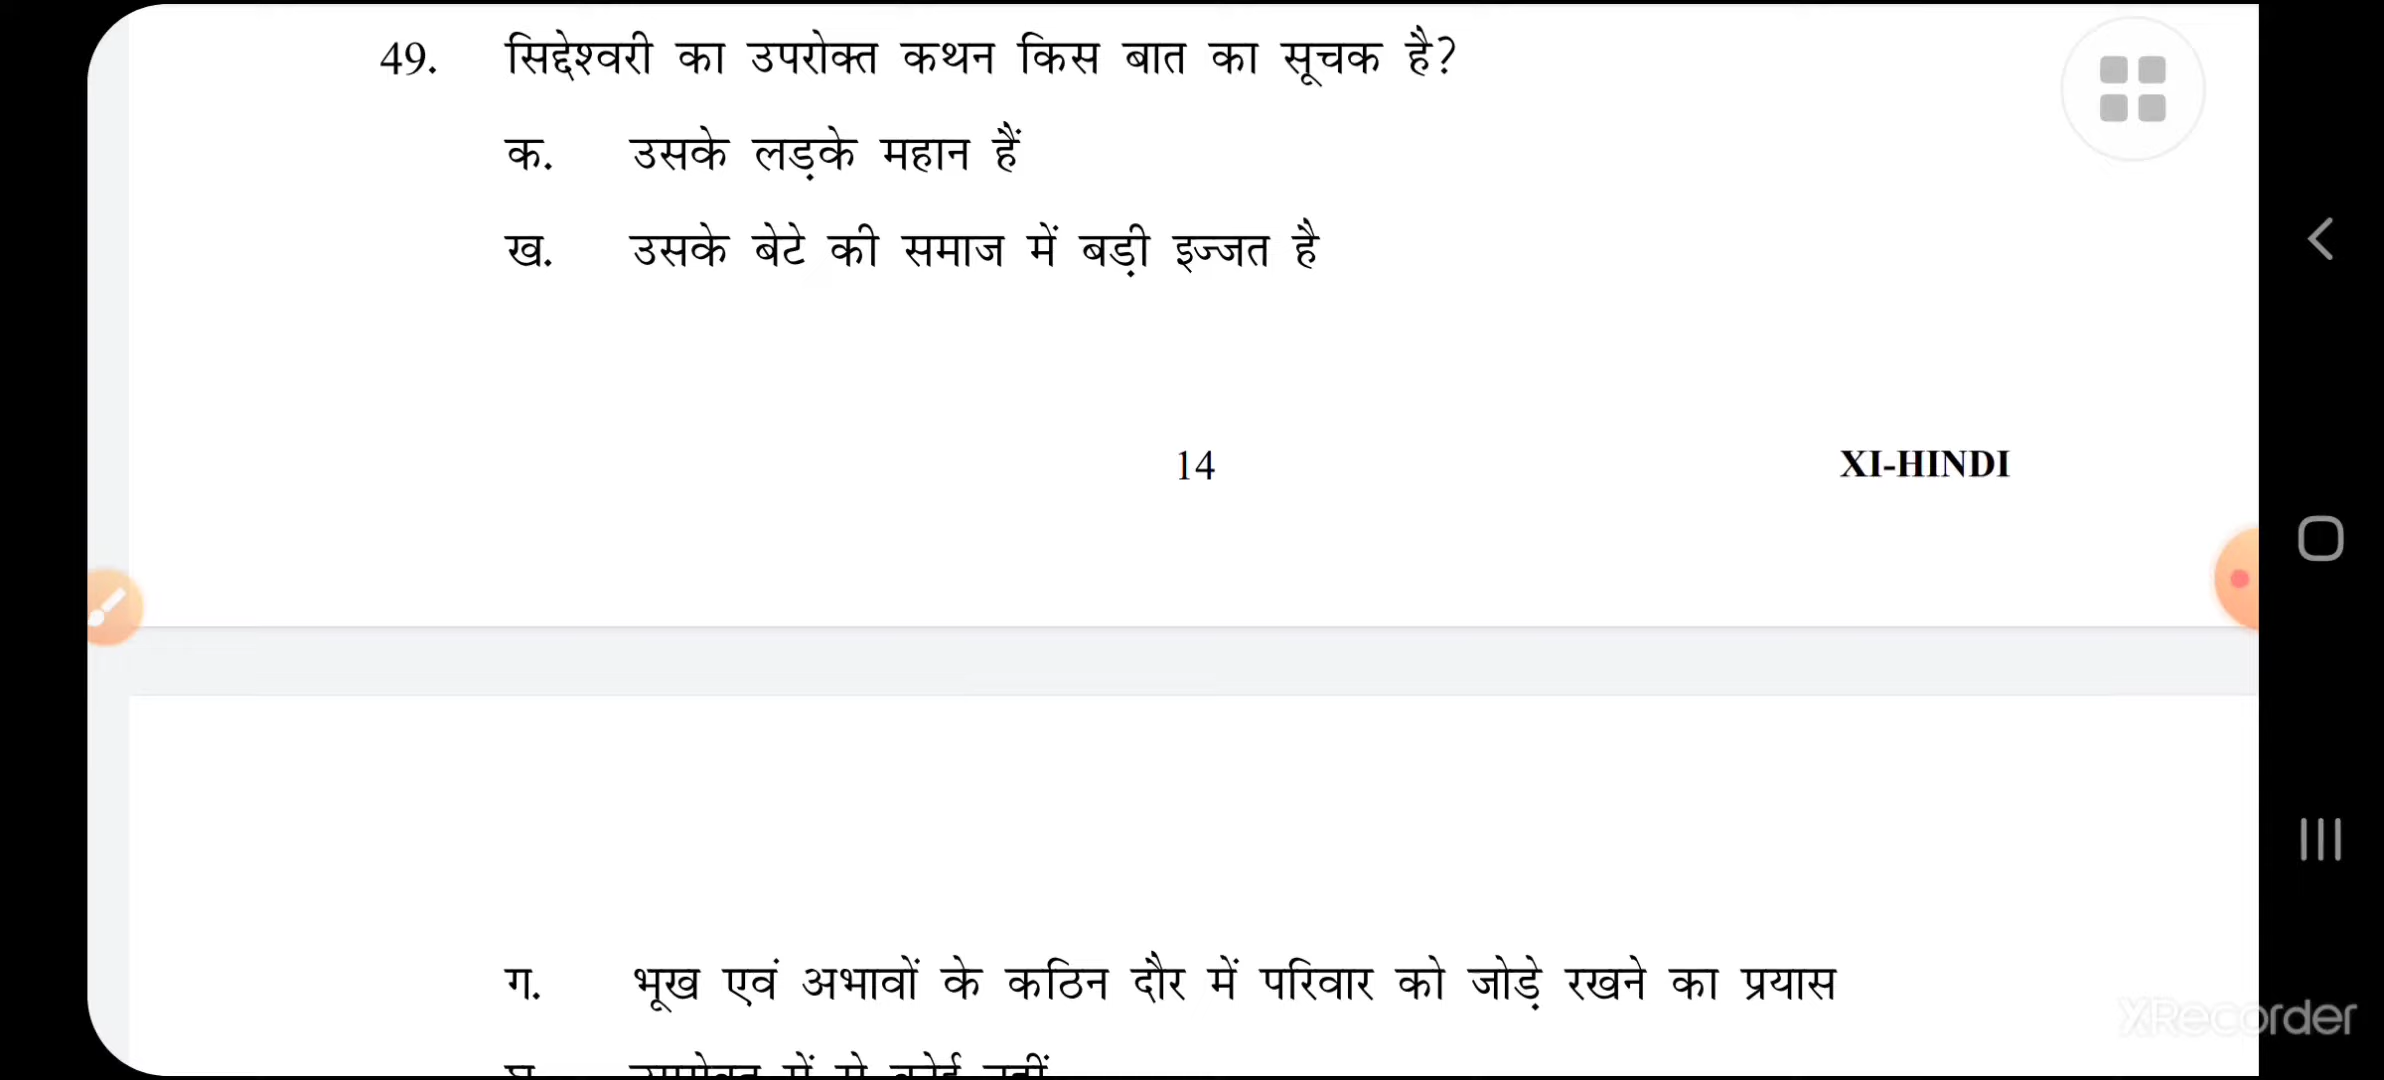 49. सिद्देश्वरी का उपरोक्त कथन किस बात का सूचक है?
क. उसके लड़के महान हैं
ख. उसके बेटे की समाज में बड़ी इज्जत है
14 XI-HINDI
ग. भूख एवं अभावों के कठिन दौर में परिवार को जोड़े रखने का प्रयास
XRecorder